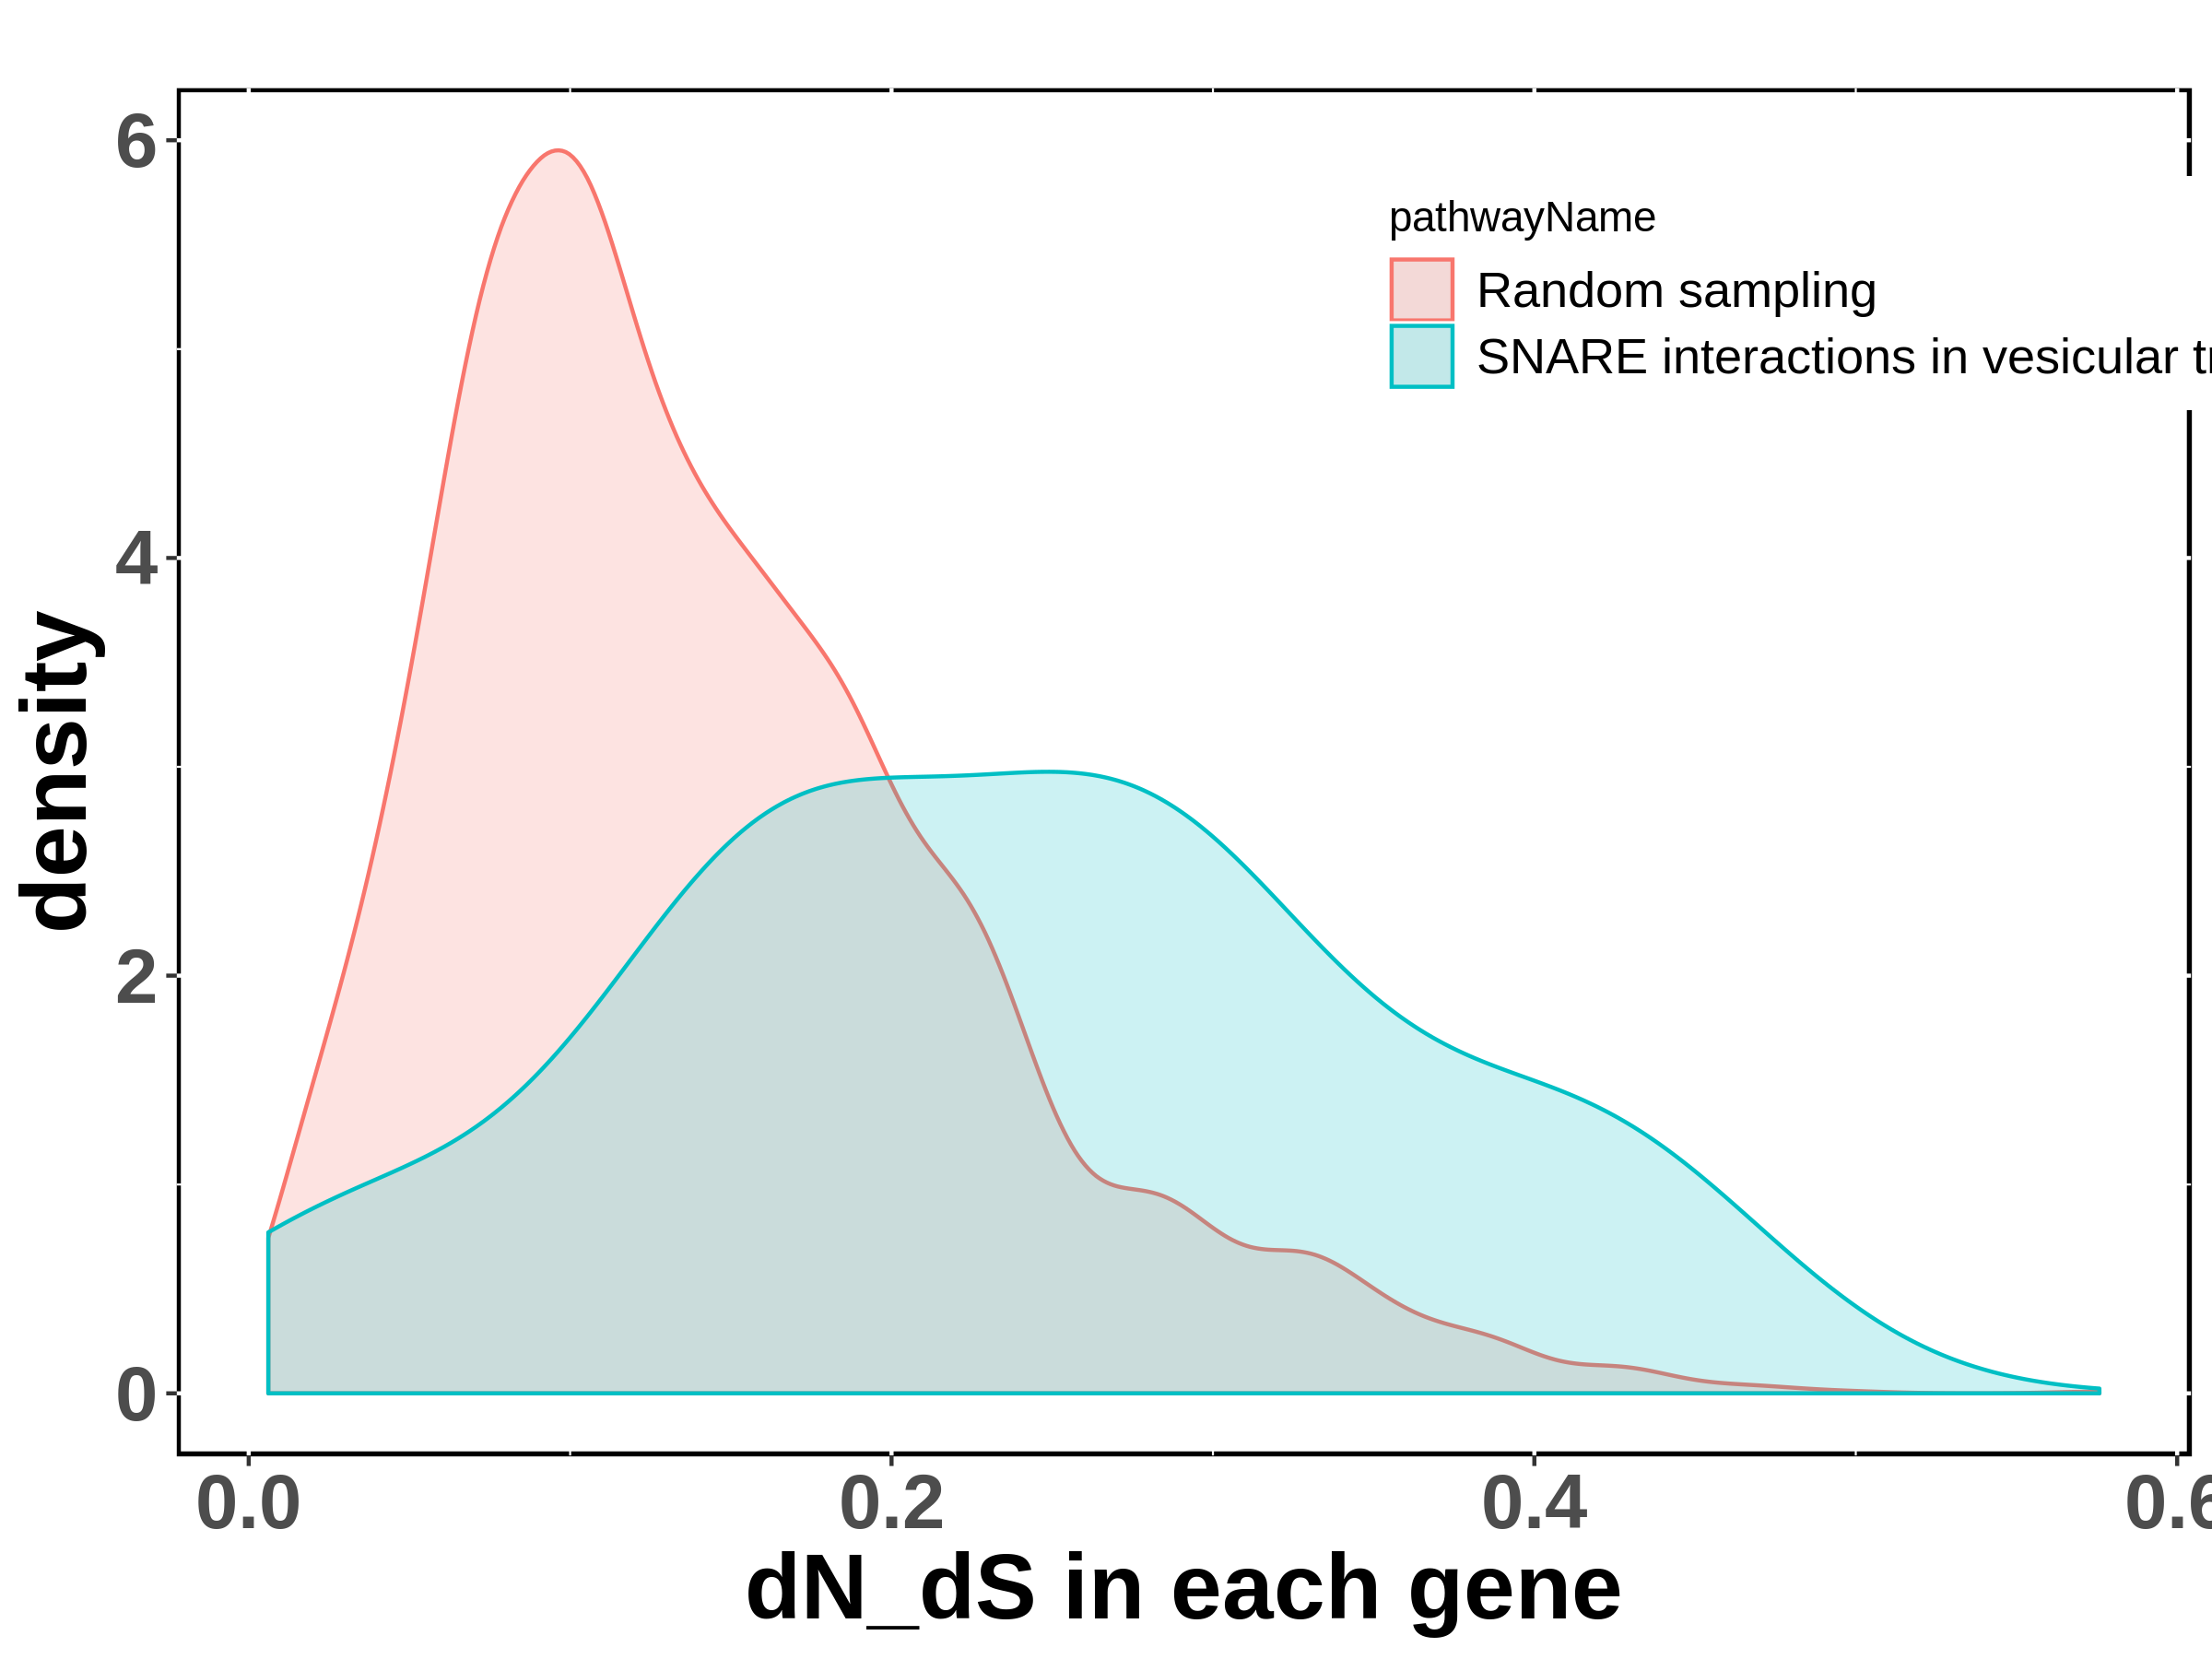 6
4
2
0
density
pathwayName
Random sampling
SNARE interactions in vesicular
0.0 0.2 0.4
dN_dS in each gene